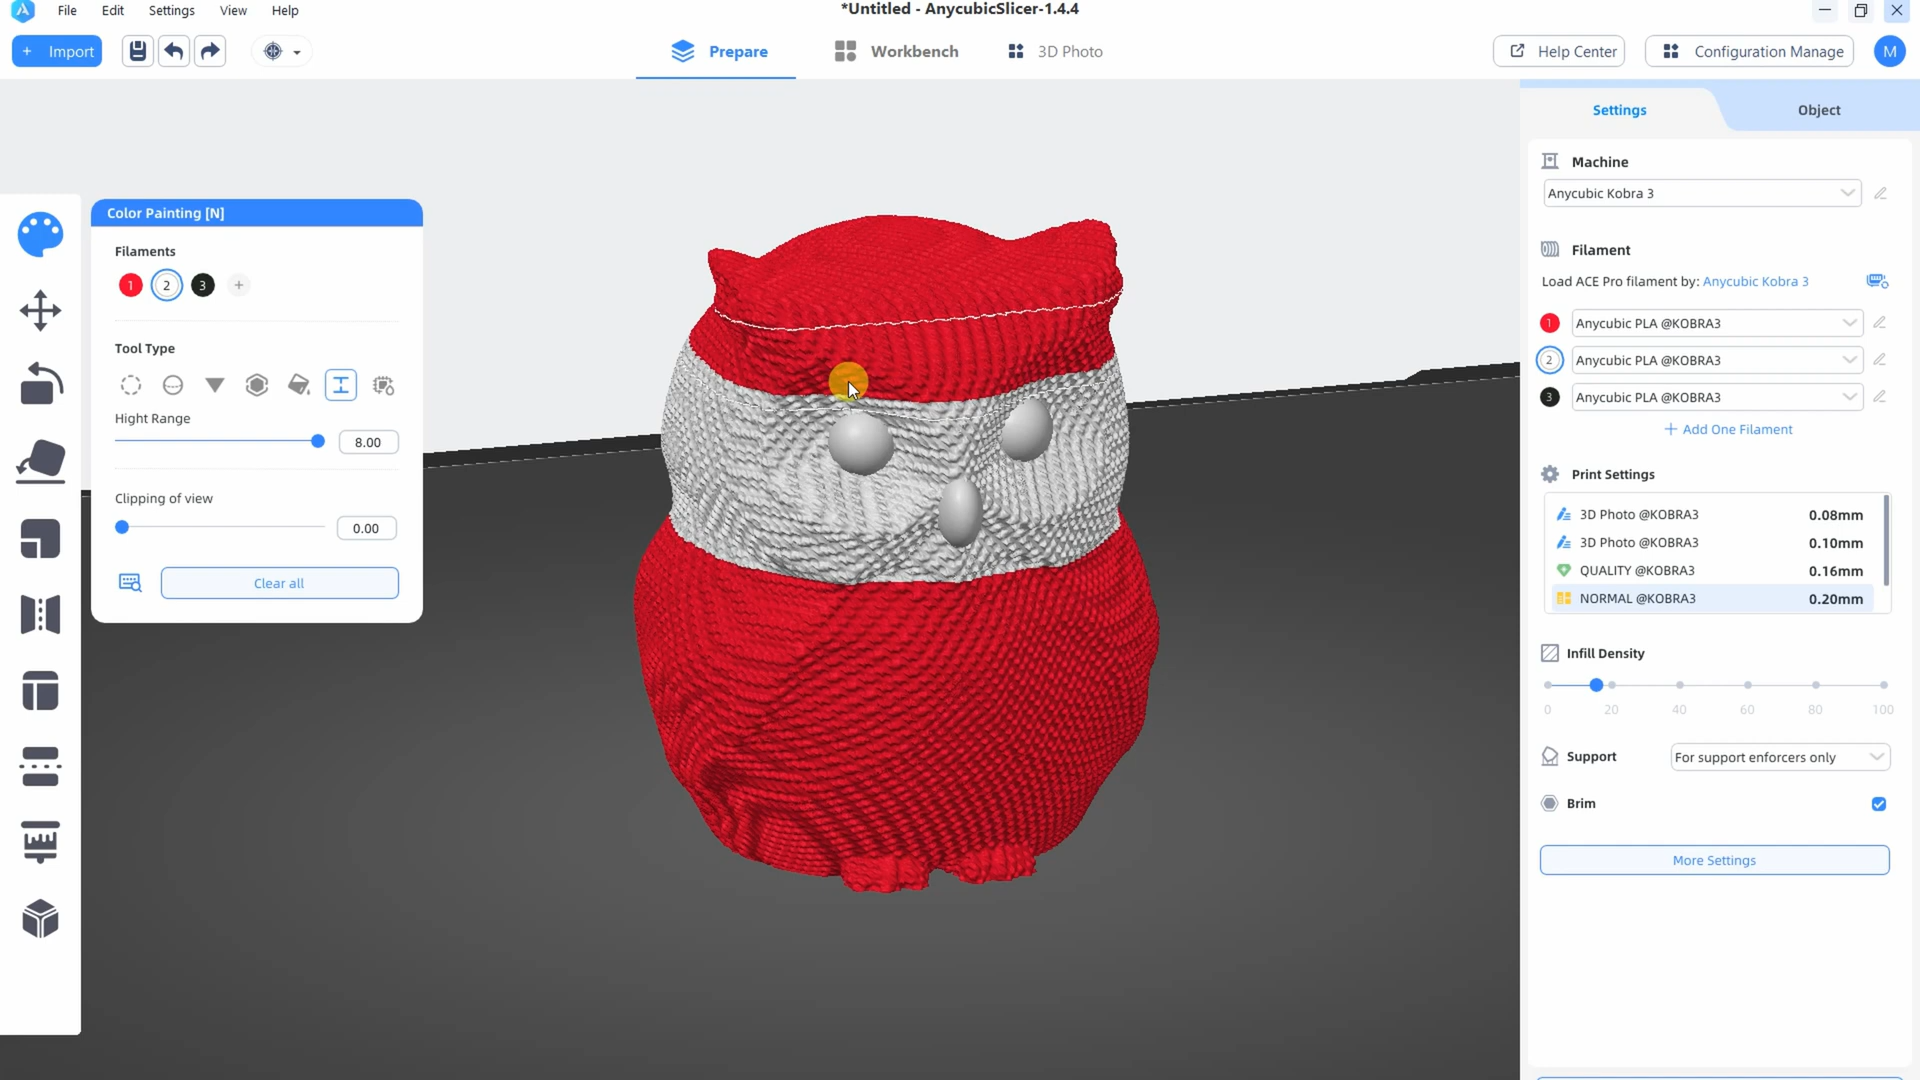 File Edit Settings View Help
*Untitled - AnycubicSlicer-1.4.4
+ Import
Prepare
Workbench
3D Photo
Help Center
Configuration Manage
M
Color Painting [N]
Filaments
1 2 3 +
Tool Type
Hight Range
8.00
Clipping of view
0.00
Clear all
Settings
Object
Machine
Anycubic Kobra 3
Filament
Load ACE Pro filament by: Anycubic Kobra 3
1 Anycubic PLA @KOBRA3
2 Anycubic PLA @KOBRA3
3 Anycubic PLA @KOBRA3
+ Add One Filament
Print Settings
3D Photo @KOBRA3 0.08mm
3D Photo @KOBRA3 0.10mm
QUALITY @KOBRA3 0.16mm
NORMAL @KOBRA3 0.20mm
Infill Density
0 20 40 60 80 100
Support
For support enforcers only
Brim
More Settings